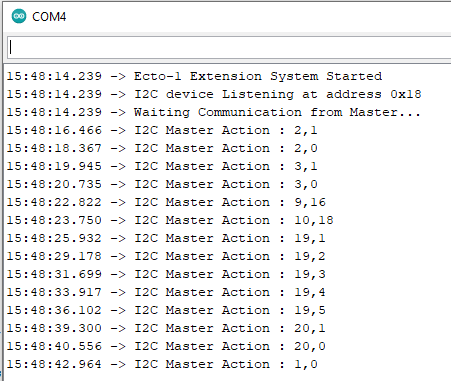 COM4
15:48:14.239 -> Ecto-1 Extension System Started
15:48:14.239 -> I2C device Listening at address 0x18
15:48:14.239 -> Waiting Communication from Master...
15:48:16.466 -> I2C Master Action : 2,1
15:48:18.367 -> I2C Master Action : 2,0
15:48:19.945 -> I2C Master Action : 3,1
15:48:20.735 -> I2C Master Action : 3,0
15:48:22.822 -> I2C Master Action : 9,16
15:48:23.750 -> I2C Master Action : 10,18
15:48:25.932 -> I2C Master Action : 19,1
15:48:29.178 -> I2C Master Action : 19,2
15:48:31.699 -> I2C Master Action : 19,3
15:48:33.917 -> I2C Master Action : 19,4
15:48:36.102 -> I2C Master Action : 19,5
15:48:39.300 -> I2C Master Action : 20,1
15:48:40.556 -> I2C Master Action : 20,0
15:48:42.964 -> I2C Master Action : 1,0